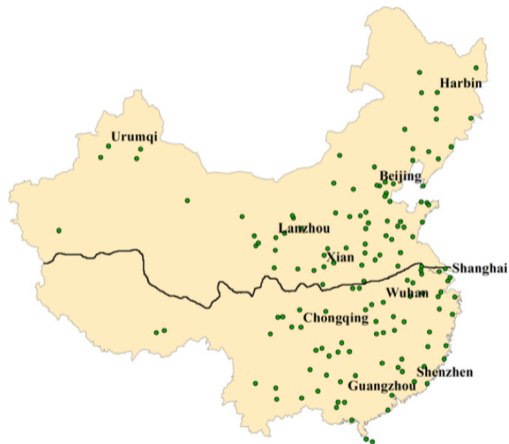 Harbin
Urumqi
Beijing
Lanzhou
Xian
Shanghai
Wuhan
Chongqing
Shenzhen
Guangzhou